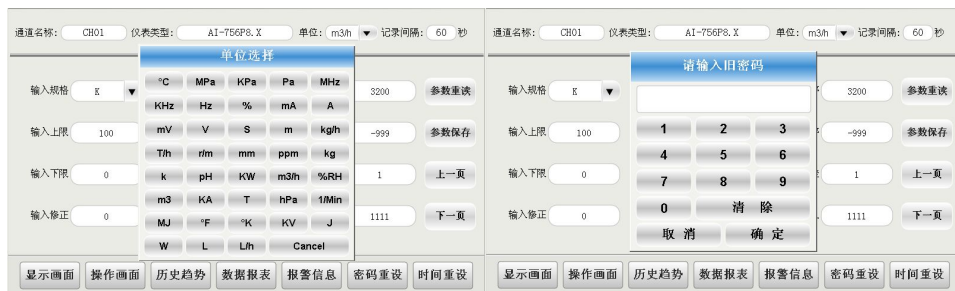 通道名称: CH01 仪表类型: AI-756P8.X 单位: m3/h 记录间隔: 60 秒
单位选择
°C MPa KPa Pa MHz
KHz Hz % mA A
mV V S m kg/h
T/h r/m mm ppm kg
k pH KW m3/h %RH
m3 KA T hPa 1/Min
MJ °F °K KV J
W L L/h Cancel
输入规格 K 3200 参数重读
输入上限 100 -999 参数保存
输入下限 0 1 上一页
输入修正 0 1111 下一页
显示画面 操作画面 历史趋势 数据报表 报警信息 密码重设 时间重设
通道名称: CH01 仪表类型: AI-756P8.X 单位: m3/h 记录间隔: 60 秒
请输入旧密码
1 2 3
4 5 6
7 8 9
0 清 除
取 消 确 定
输入规格 K 3200 参数重读
输入上限 100 -999 参数保存
输入下限 0 1 上一页
输入修正 0 1111 下一页
显示画面 操作画面 历史趋势 数据报表 报警信息 密码重设 时间重设